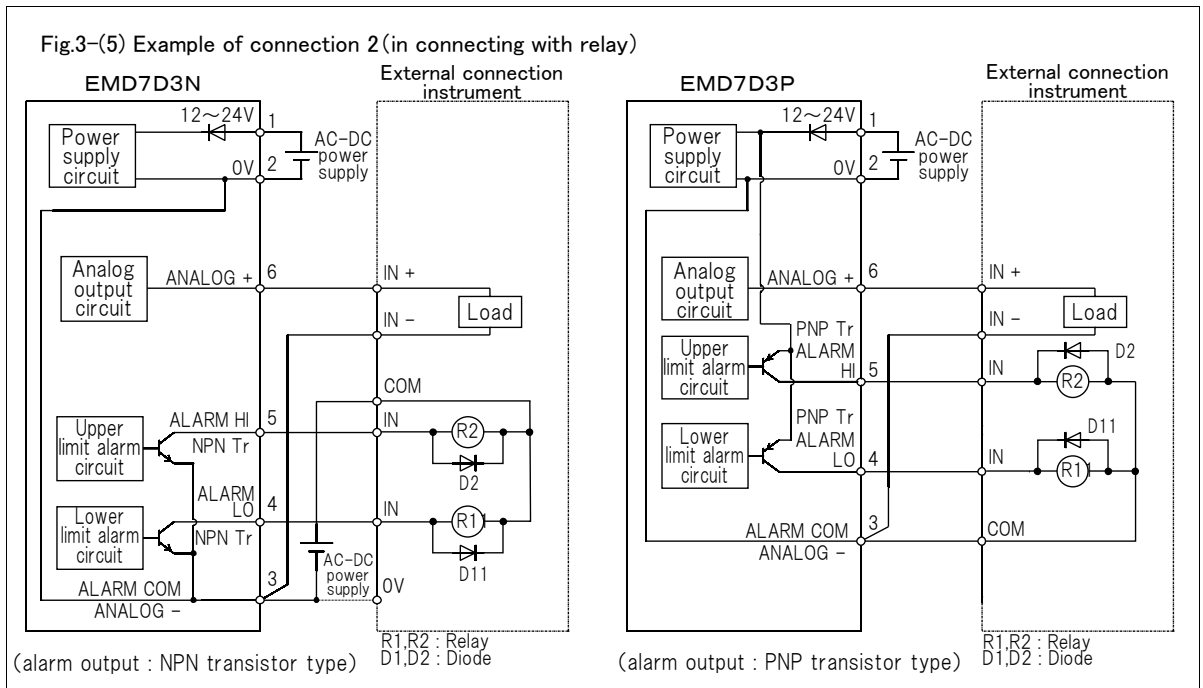 Fig.3-(5) Example of connection 2(in connecting with relay)
EMD7D3N
External connection
instrument
12～24V
1
Power
supply
circuit
AC-DC
power
supply
0V
2
Analog
output
circuit
ANALOG +
6
IN +
Load
IN -
COM
Upper
limit alarm
circuit
ALARM HI
5
IN
NPN Tr
R2
D2
ALARM
LO
4
IN
Lower
limit alarm
circuit
NPN Tr
R1
1
D11
AC-DC
power
supply
ALARM COM
3
0V
ANALOG -
R1,R2 : Relay
D1,D2 : Diode
(alarm output : NPN transistor type)
EMD7D3P
External connection
instrument
12～24V
1
Power
supply
circuit
AC-DC
power
supply
0V
2
Analog
output
circuit
ANALOG +
6
IN +
Load
IN -
PNP Tr
ALARM
HI
5
IN
Upper
limit alarm
circuit
D2
R2
PNP Tr
ALARM
LO
4
IN
Lower
limit alarm
circuit
D11
R1
1
ALARM COM
3
COM
ANALOG -
R1,R2 : Relay
D1,D2 : Diode
(alarm output : PNP transistor type)